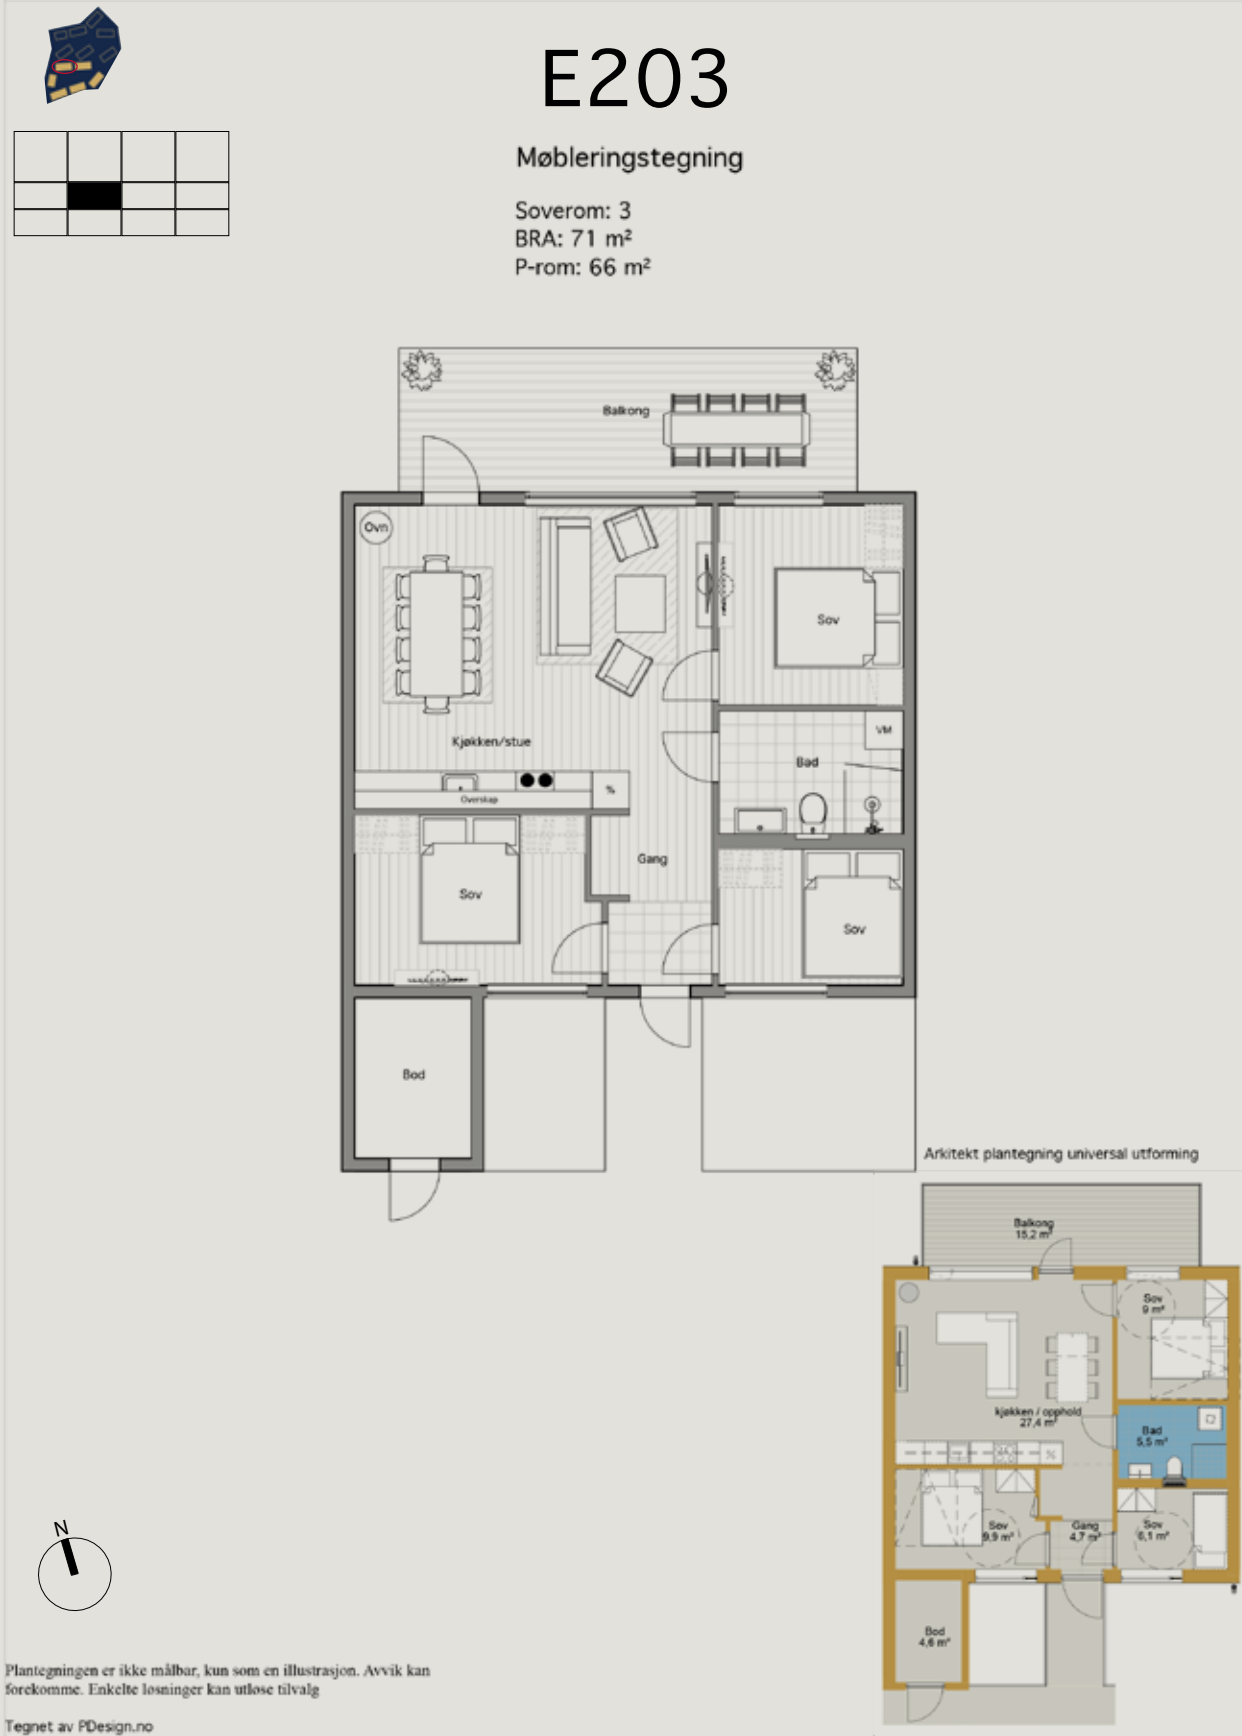 E203
Møbleringstegning
Soverom: 3
BRA: 71 m²
P-rom: 66 m²
Balkong
Ovn
Sov
Kjøkken/stue
VM
Bad
%
Overskap
Gang
Sov
Sov
Bod
Arkitekt plantegning universal utforming
Balkong
15,2 m²
Sov
9 m²
kjøkken / opphold
27,4 m²
Bad
5,5 m²
%
Sov
9,9 m²
Gang
4,7 m²
Sov
6,1 m²
Bod
4,6 m²
N
Plantegningen er ikke målbar, kun som en illustrasjon. Avvik kan
forekomme. Enkelte løsninger kan utløse tilvalg
Tegnet av PDesign.no